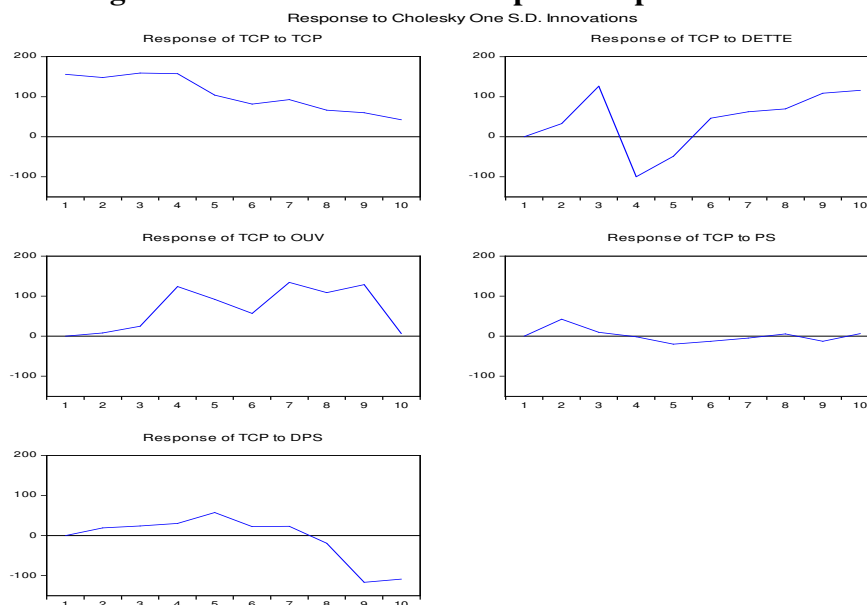 Response to Cholesky One S.D. Innovations
Response of TCP to TCP
200
100
0
-100
1 2 3 4 5 6 7 8 9 10
Response of TCP to DETTE
200
100
0
-100
1 2 3 4 5 6 7 8 9 10
Response of TCP to OUV
200
100
0
-100
1 2 3 4 5 6 7 8 9 10
Response of TCP to PS
200
100
0
-100
1 2 3 4 5 6 7 8 9 10
Response of TCP to DPS
200
100
0
-100
1 2 3 4 5 6 7 8 9 10